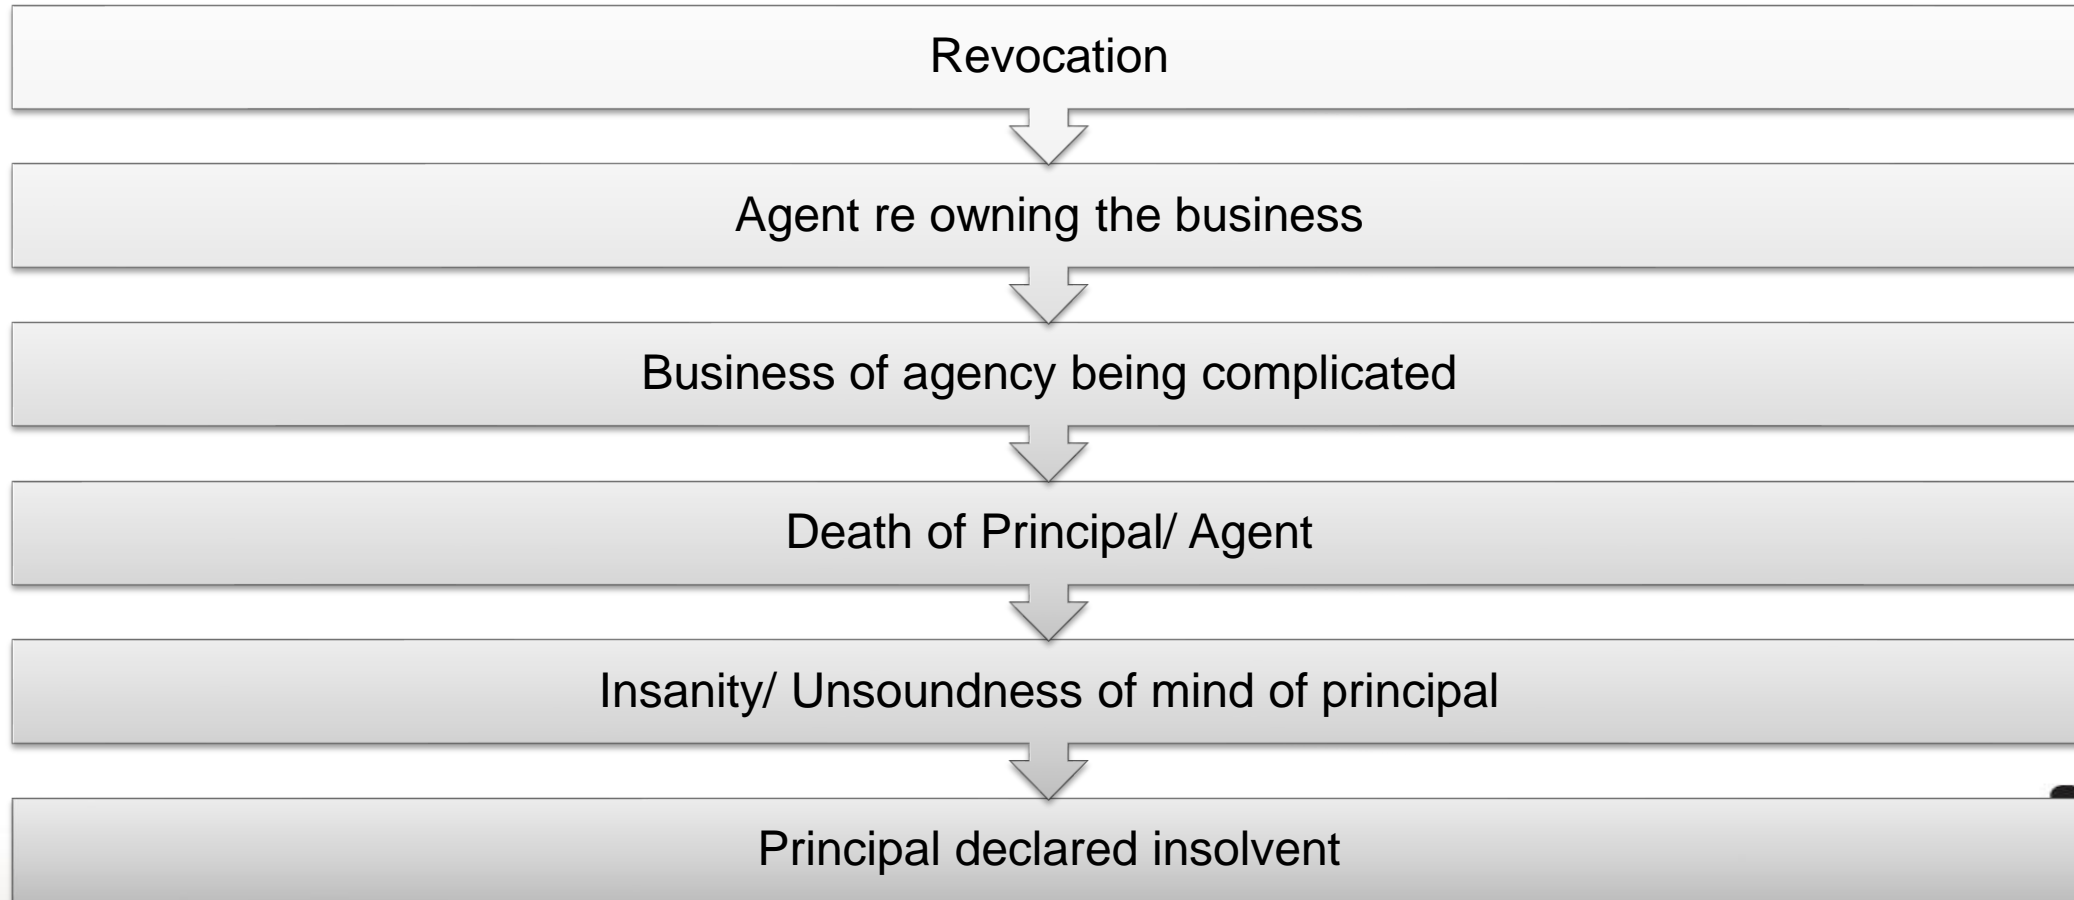 Revocation
Agent re owning the business
Business of agency being complicated
Death of Principal/ Agent
Insanity/ Unsoundness of mind of principal
Principal declared insolvent